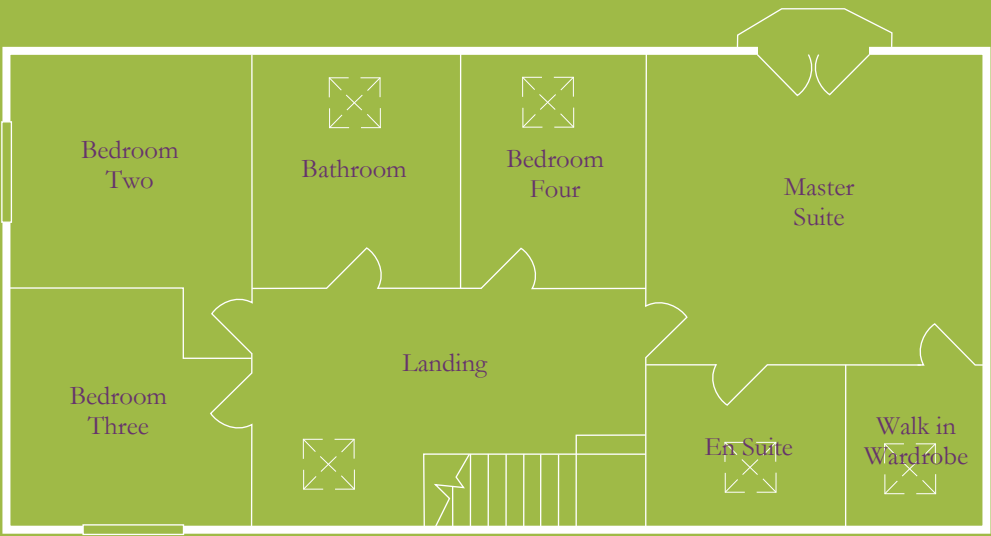 Bedroom
Two
Bathroom
Bedroom
Four
Master
Suite
Landing
Bedroom
Three
En Suite
Walk in
Wardrobe